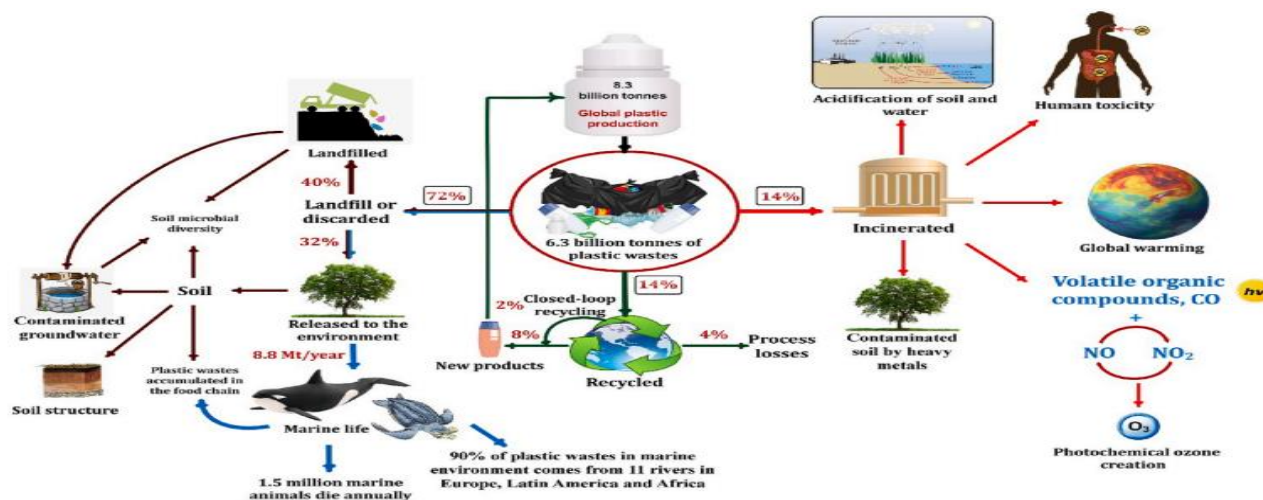 8.3
billion tonnes
Global plastic
production
Acidification of soil and
water
Human toxicity
Landfilled
40%
72%
Landfill or
discarded
32%
6.3 billion tonnes of
plastic wastes
14%
Incinerated
Global warming
Soil microbial
diversity
Soil
Contaminated
groundwater
Released to the
environment
8.8 Mt/year
14%
2%
Closed-loop
recycling
8%
4%
New products
Recycled
Process
losses
Contaminated
soil by heavy
metals
Volatile organic
compounds, CO
hv
+
NO
NO2
Plastic wastes
accumulated in
the food chain
Soil structure
Marine life
O3
Photochemical ozone
creation
90% of plastic wastes in marine
environment comes from 11 rivers in
Europe, Latin America and Africa
1.5 million marine
animals die annually